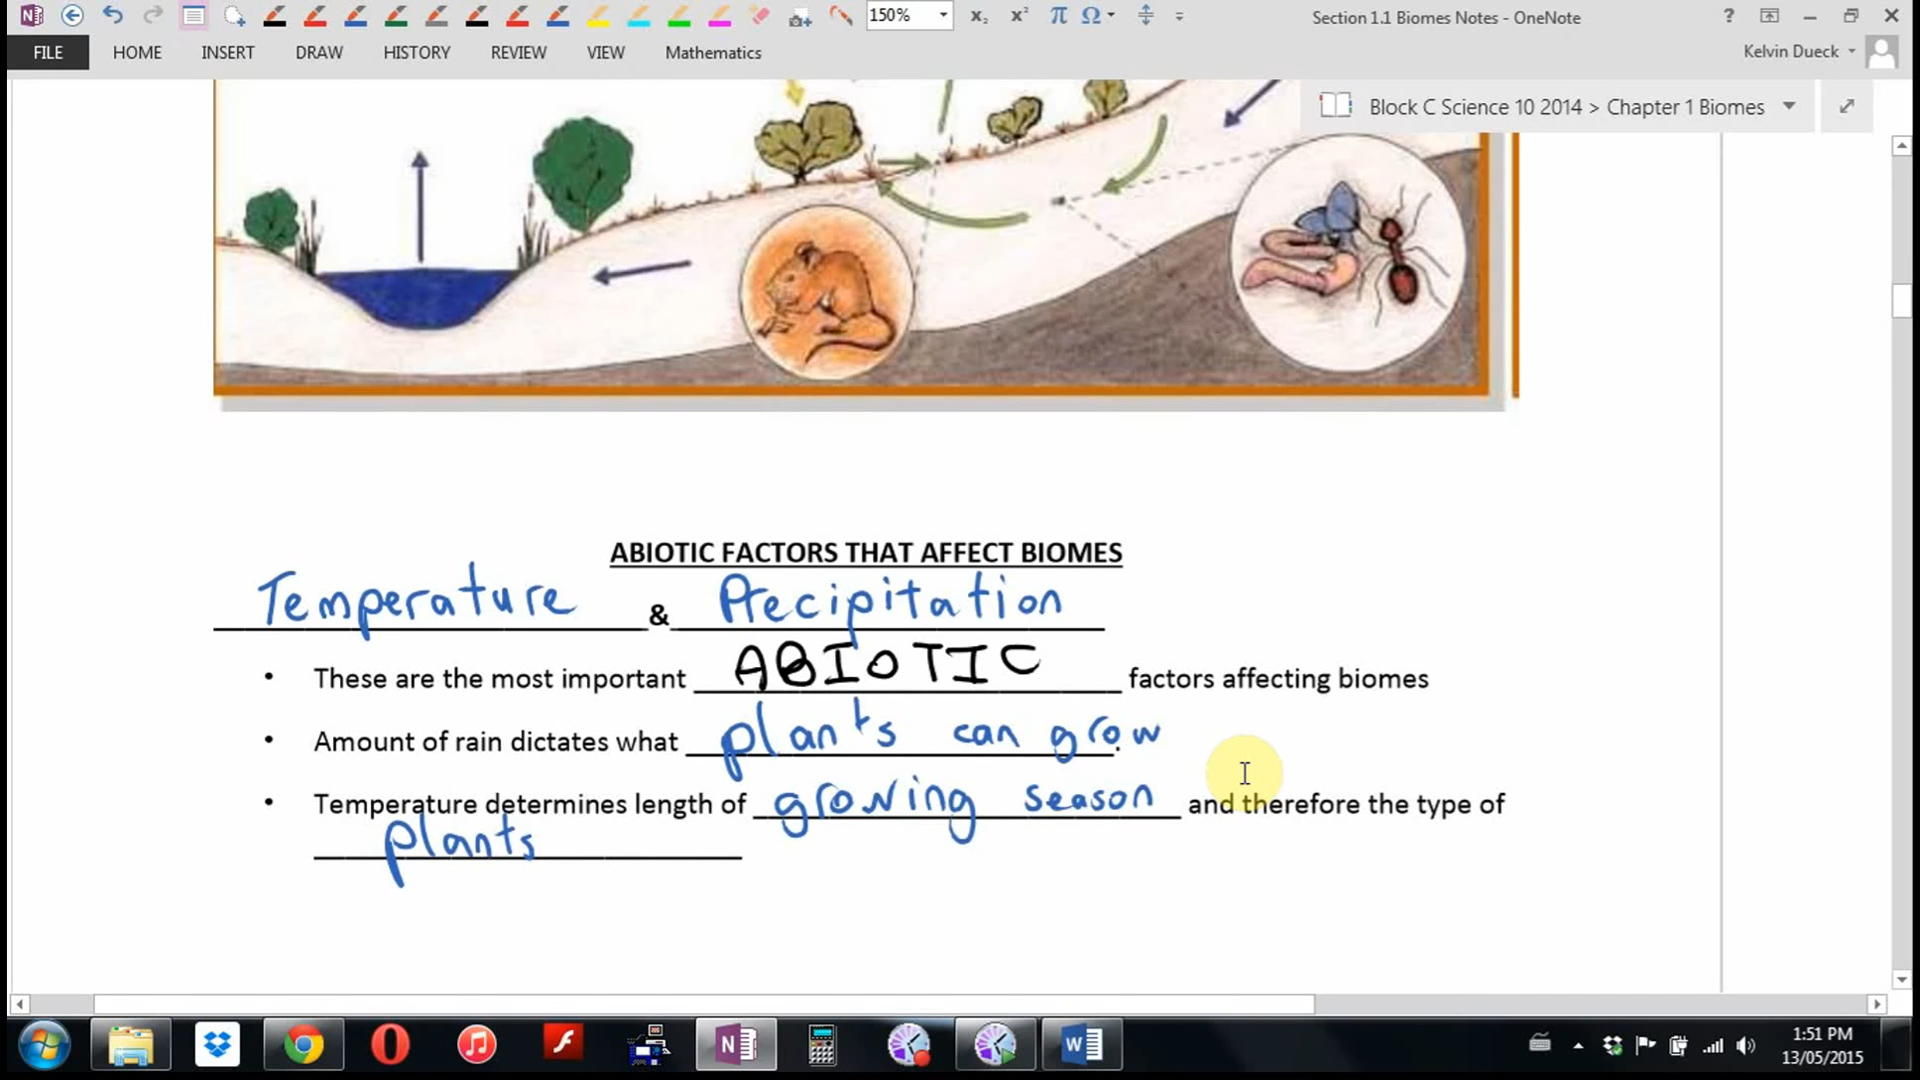 150%
x₂ x² π Ω
Section 1.1 Biomes Notes - OneNote
?
FILE HOME INSERT DRAW HISTORY REVIEW VIEW Mathematics
Kelvin Dueck
Block C Science 10 2014 > Chapter 1 Biomes
ABIOTIC FACTORS THAT AFFECT BIOMES
Temperature & Precipitation
• These are the most important ABIOTIC factors affecting biomes
• Amount of rain dictates what plants can grow.
• Temperature determines length of growing season and therefore the type of
plants
N
W
1:51 PM
13/05/2015